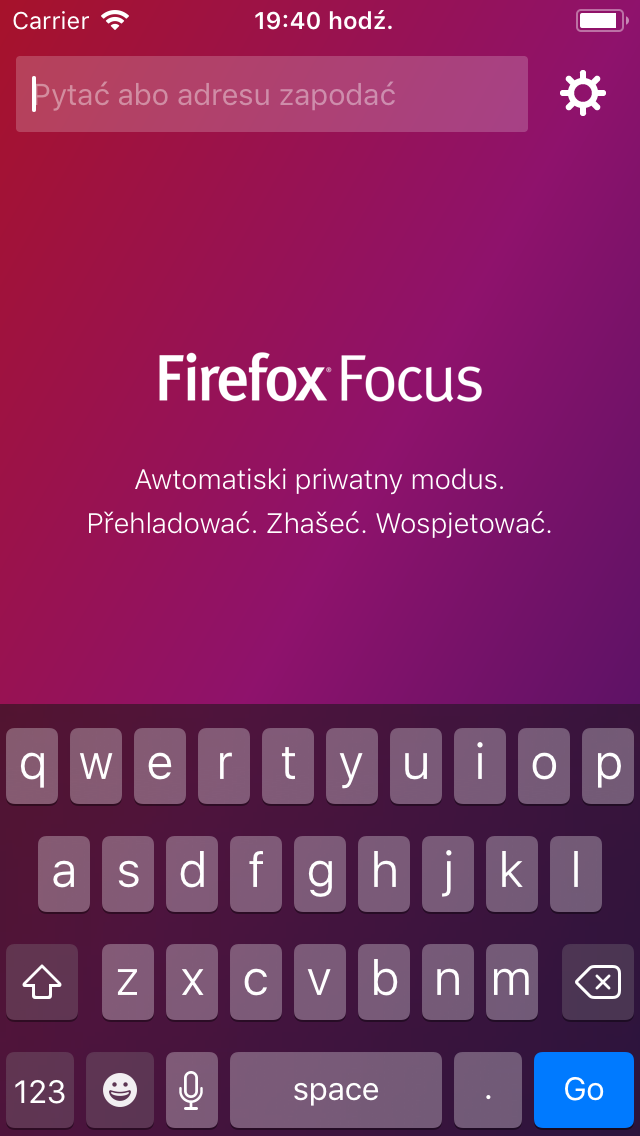 Carrier 19:40 hodź.
Pytać abo adresu zapodać
Firefox® Focus
Awtomatiski priwatny modus.
Přehladować. Zhašeć. Wospjetować.
q w e r t y u i o p
a s d f g h j k l
z x c v b n m
123 space . Go